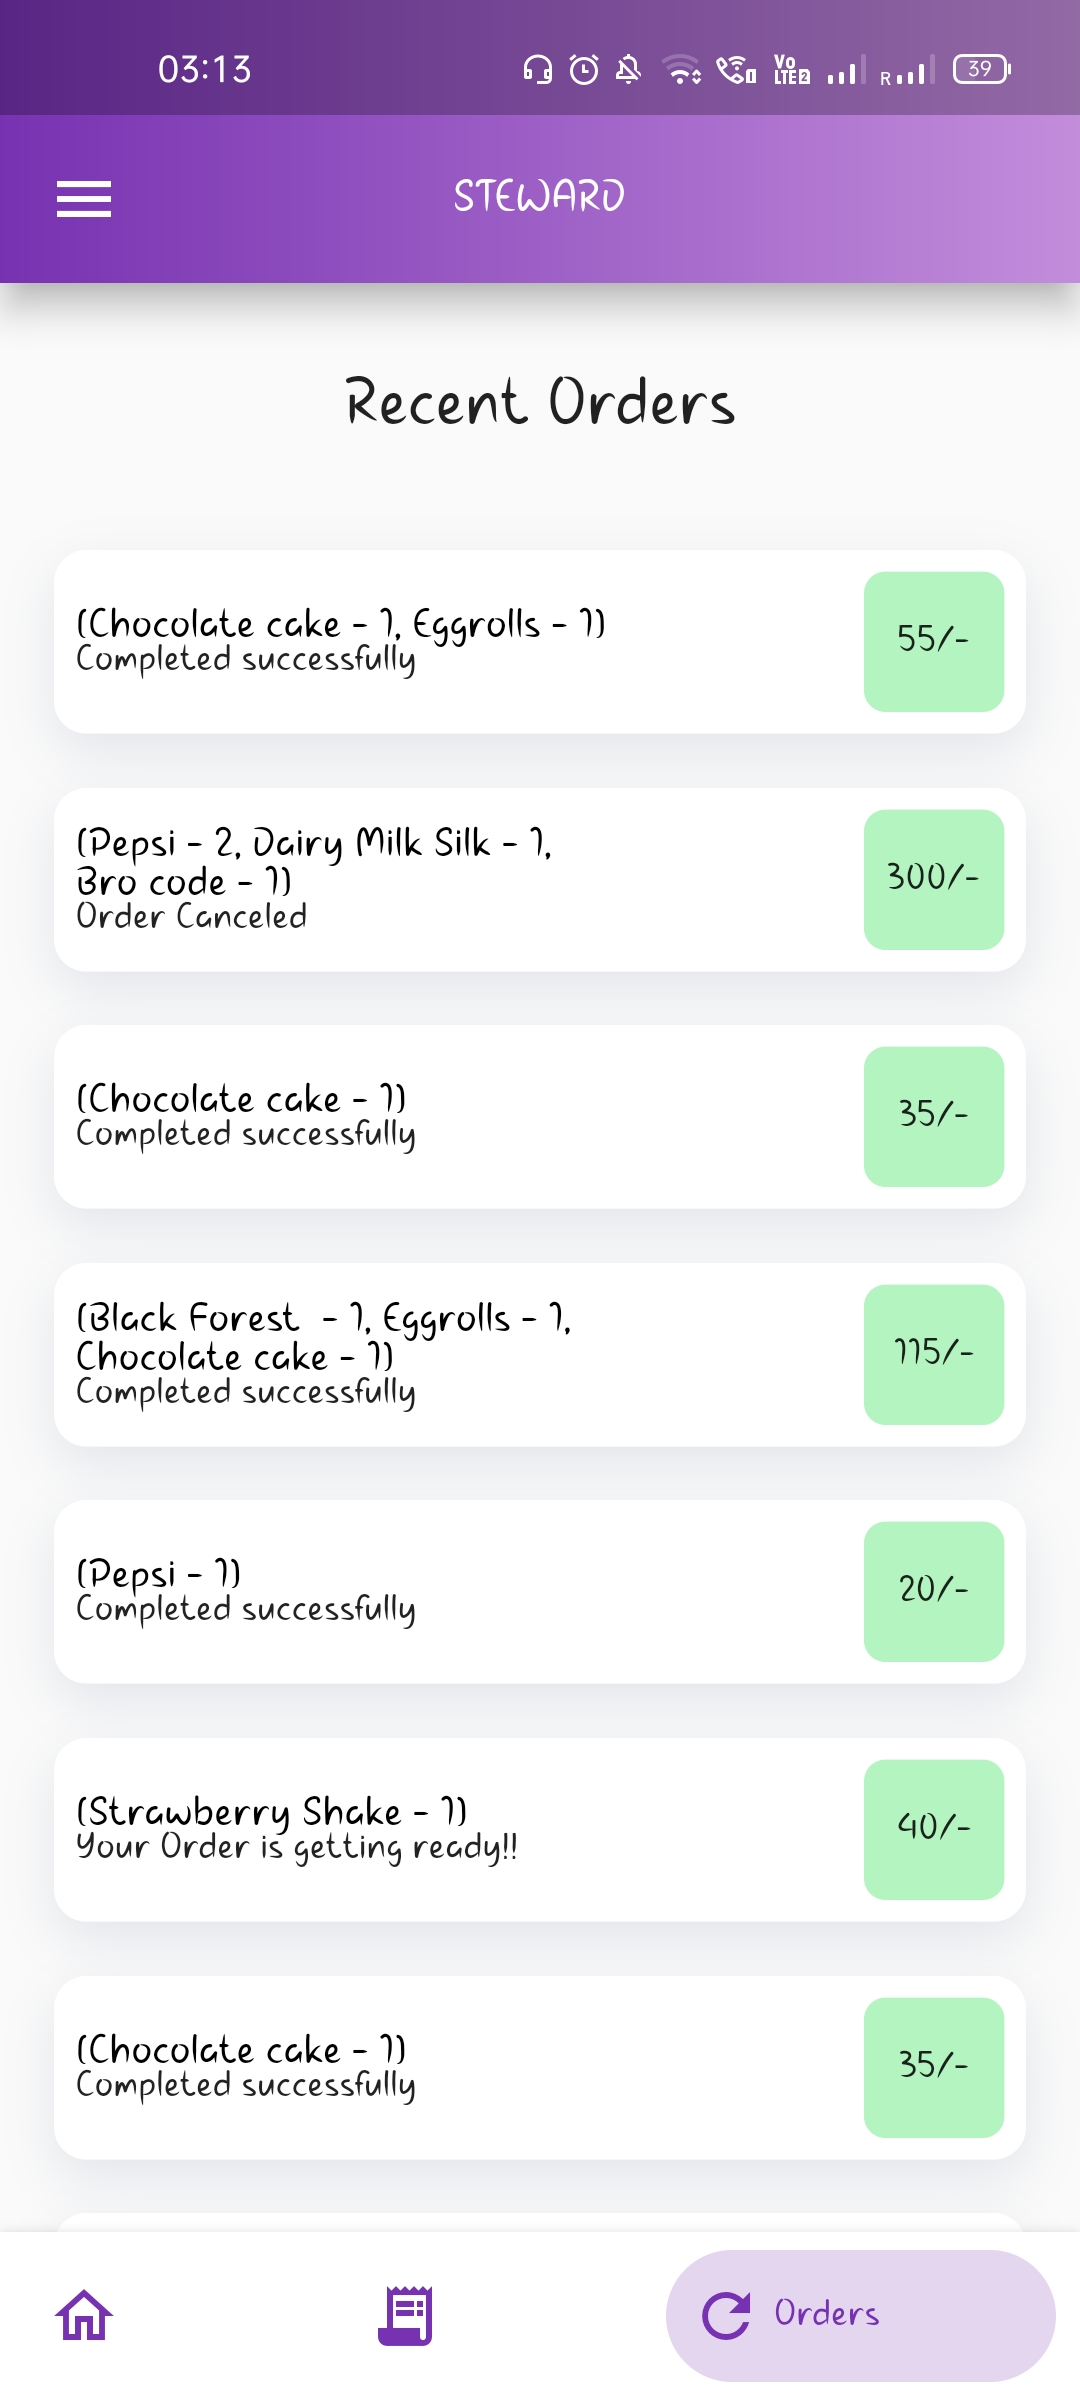 03:13
Vo
LTE 2
R
39
STEWARD
Recent Orders
(Chocolate cake - 1, Eggrolls - 1)
Completed successfully
55/-
(Pepsi - 2, Dairy Milk Silk - 1,
Bro code - 1)
Order Canceled
300/-
(Chocolate cake - 1)
Completed successfully
35/-
(Black Forest  - 1, Eggrolls - 1,
Chocolate cake - 1)
Completed successfully
115/-
(Pepsi - 1)
Completed successfully
20/-
(Strawberry Shake - 1)
Your Order is getting ready!!
40/-
(Chocolate cake - 1)
Completed successfully
35/-
Orders